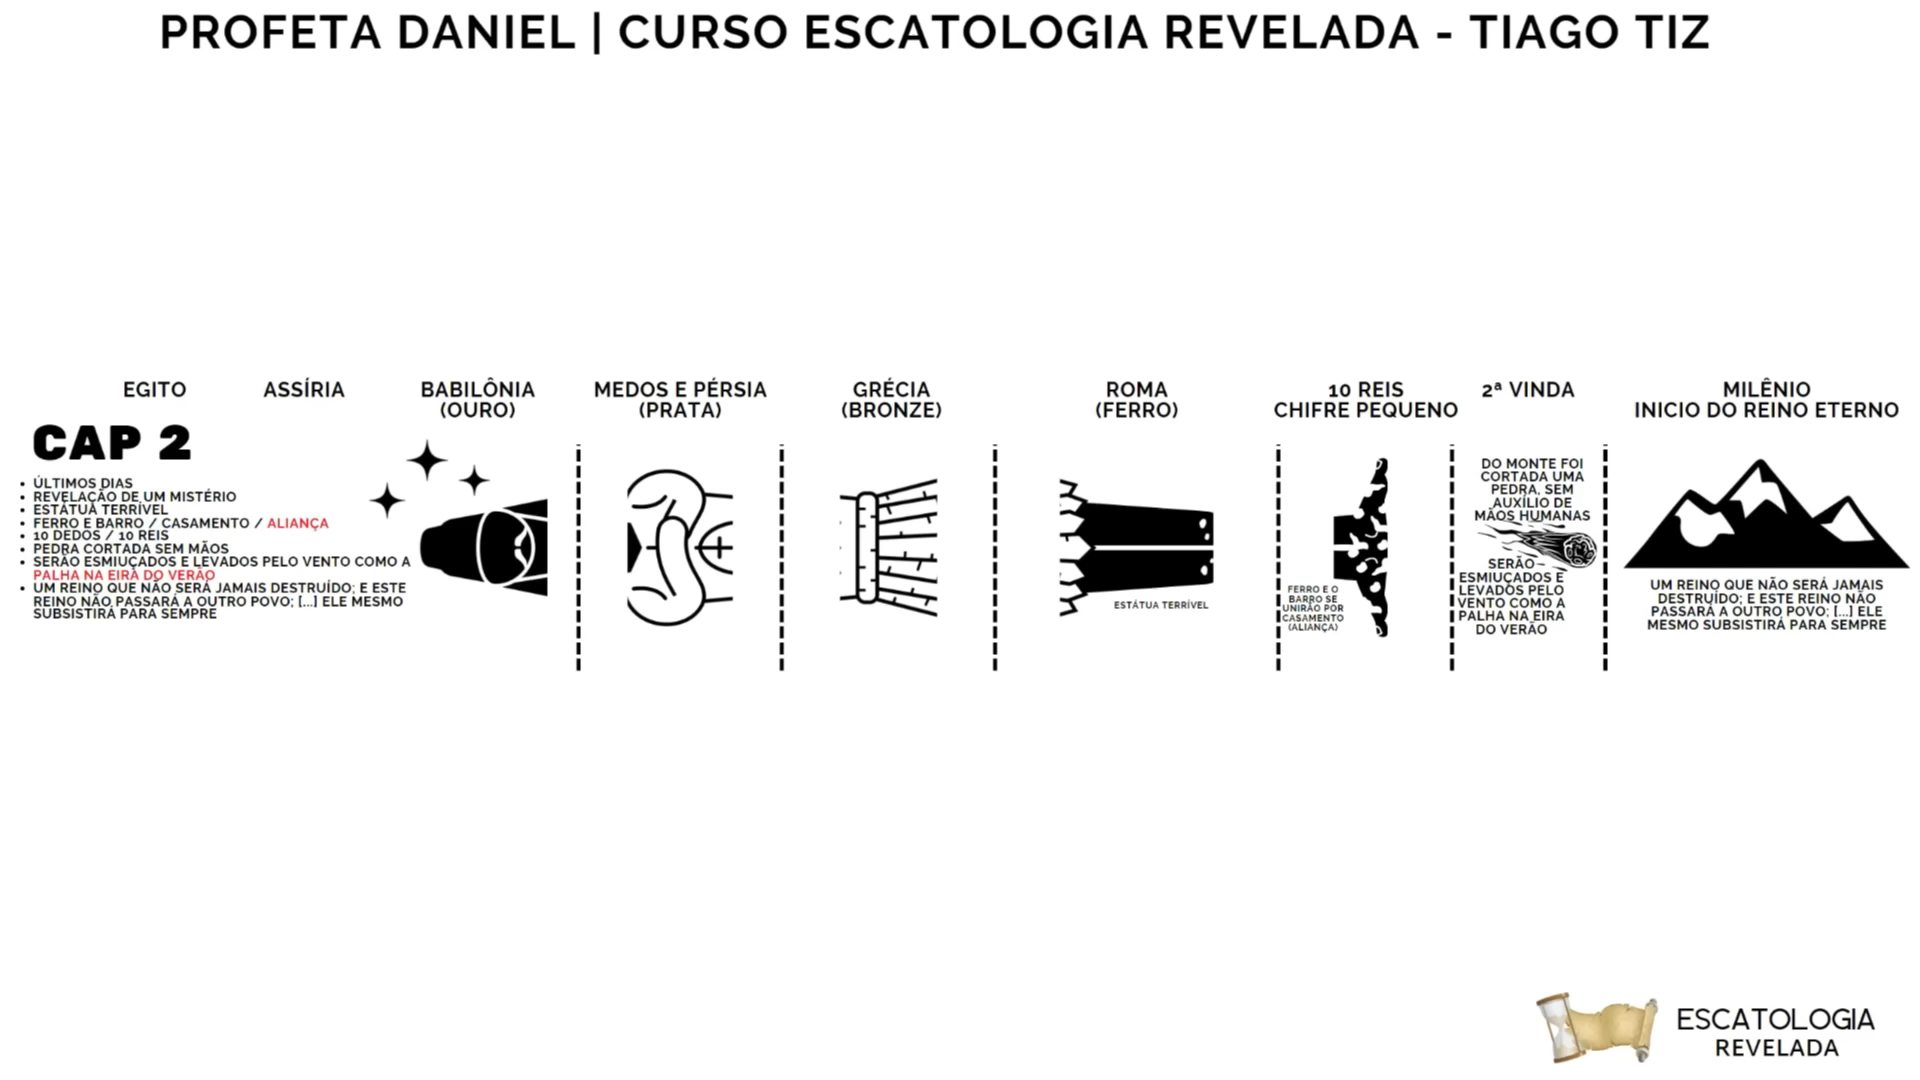 PROFETA DANIEL | CURSO ESCATOLOGIA REVELADA - TIAGO TIZ
EGITO
ASSÍRIA
BABILÔNIA
(OURO)
MEDOS E PÉRSIA
(PRATA)
GRÉCIA
(BRONZE)
ROMA
(FERRO)
10 REIS
CHIFRE PEQUENO
2ª VINDA
MILÊNIO
INICIO DO REINO ETERNO
CAP 2
• ÚLTIMOS DIAS
• REVELAÇÃO DE UM MISTÉRIO
• ESTÁTUA TERRÍVEL
• FERRO E BARRO / CASAMENTO / ALIANÇA
• 10 DEDOS / 10 REIS
• PEDRA CORTADA SEM MÃOS
• SERÃO ESMIUÇADOS E LEVADOS PELO VENTO COMO A
PALHA NA EIRA DO VERÃO
• UM REINO QUE NÃO SERÁ JAMAIS DESTRUÍDO; E ESTE
REINO NÃO PASSARÁ A OUTRO POVO; [...] ELE MESMO
SUBSISTIRÁ PARA SEMPRE
ESTÁTUA TERRÍVEL
FERRO E O
BARRO SE
UNIRÃO POR
CASAMENTO
(ALIANÇA)
DO MONTE FOI
CORTADA UMA
PEDRA, SEM
AUXÍLIO DE
MÃOS HUMANAS
SERÃO
ESMIUÇADOS E
LEVADOS PELO
VENTO COMO A
PALHA NA EIRA
DO VERÃO
UM REINO QUE NÃO SERÁ JAMAIS
DESTRUÍDO; E ESTE REINO NÃO
PASSARÁ A OUTRO POVO; [...] ELE
MESMO SUBSISTIRÁ PARA SEMPRE
ESCATOLOGIA
REVELADA